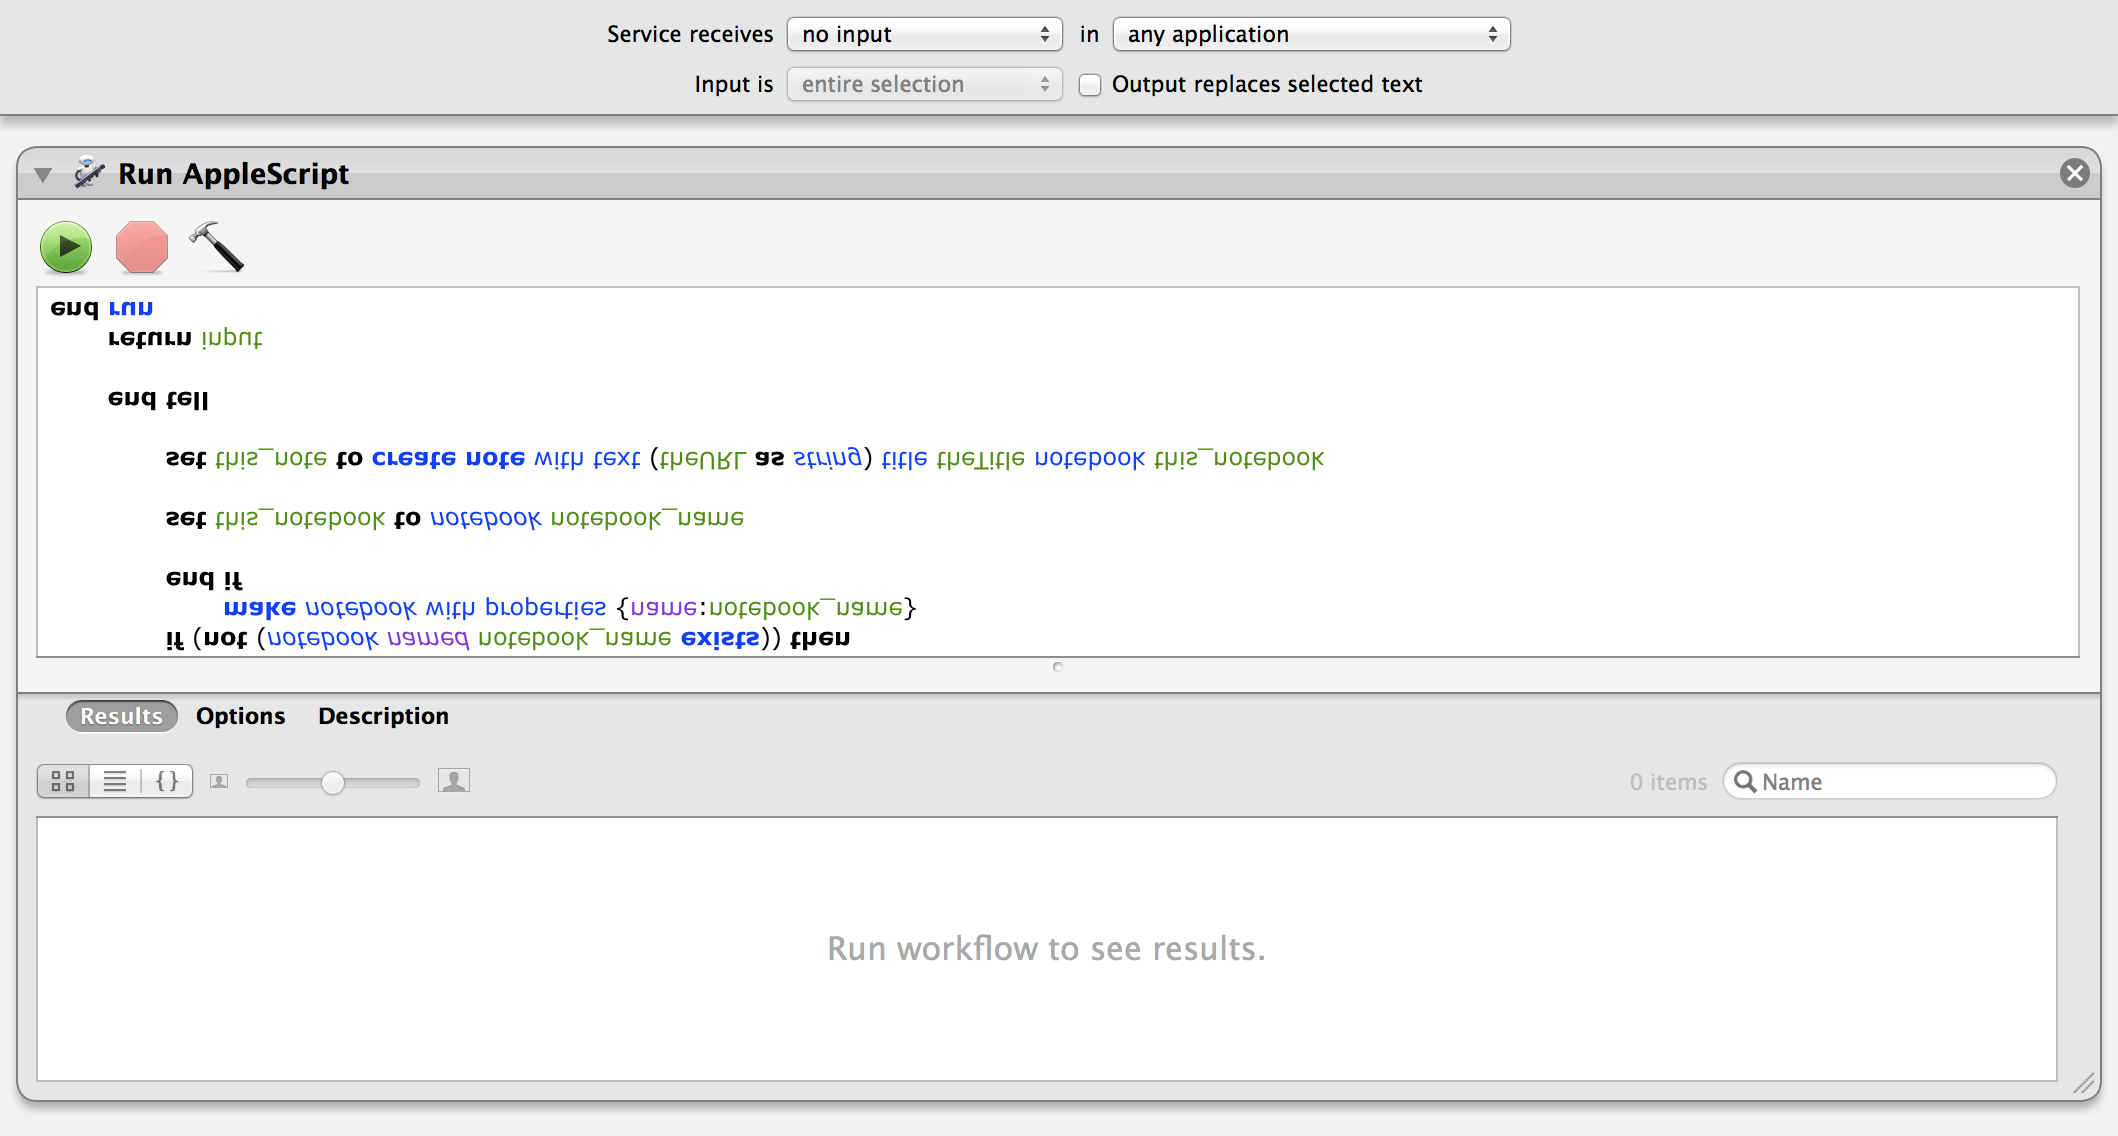 Service receives no input in any application
Input is entire selection Output replaces selected text
Run AppleScript
end run
return input
end tell
set this_note to create note with text (theURL as string) title theTitle notebook this_notebook
set this_notebook to notebook notebook_name
end if
make notebook with properties {name:notebook_name}
if (not (notebook named notebook_name exists)) then
Results Options Description
{ } 0 items Name
Run workflow to see results.